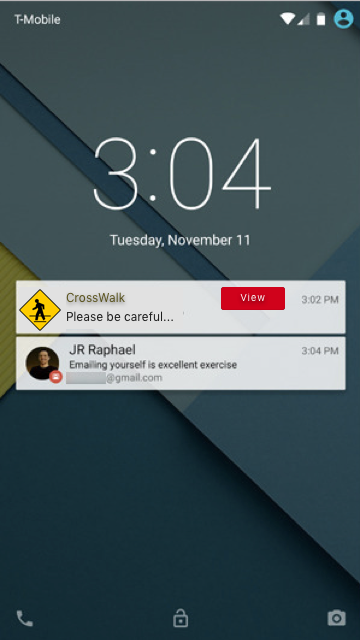 T-Mobile
3:04
Tuesday, November 11
CrossWalk
View
3:02 PM
Please be careful...
JR Raphael
3:04 PM
Emailing yourself is excellent exercise
@gmail.com